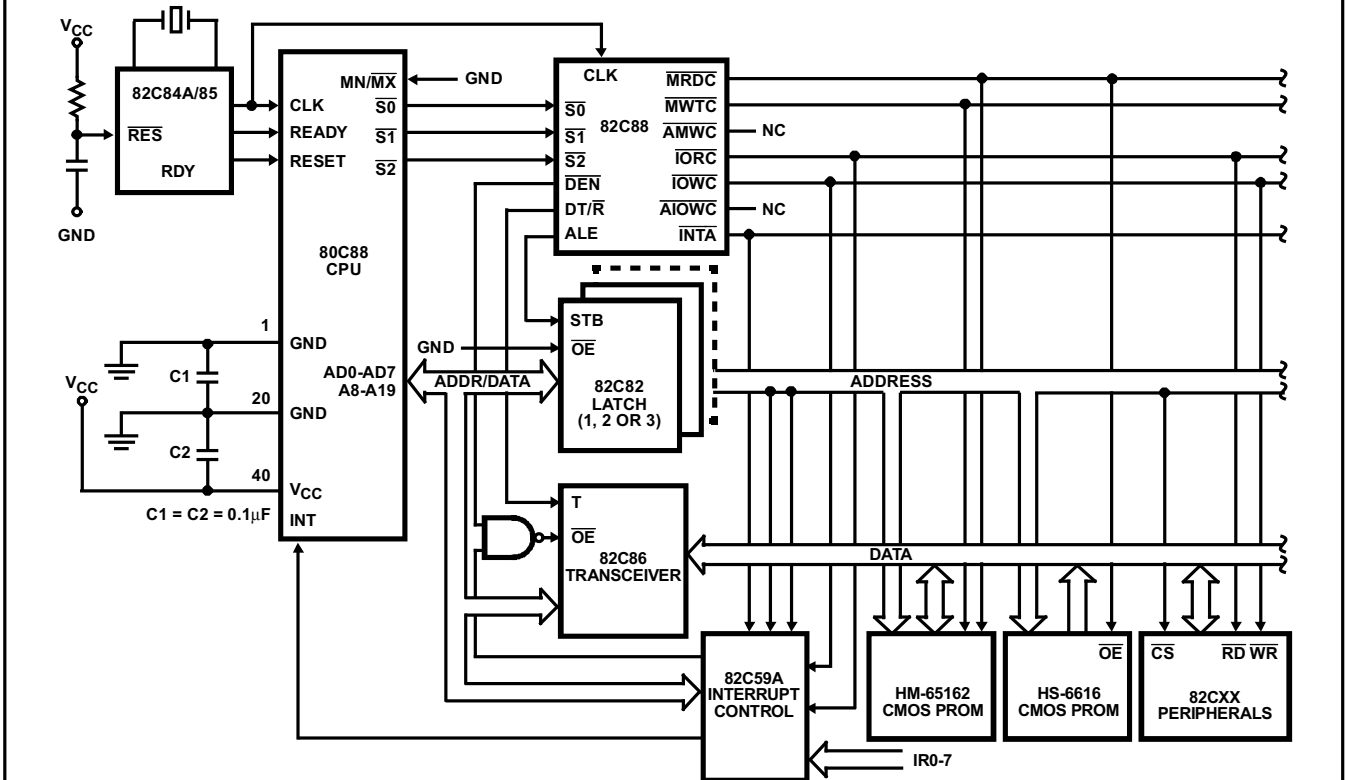 VCC
82C84A/85
RES
RDY
GND
MN/MX
GND
CLK
READY
RESET
S0
S1
S2
80C88
CPU
1
GND
C1
AD0-AD7
A8-A19
VCC
20
GND
C2
40
VCC
C1 = C2 = 0.1μF
INT
CLK
82C88
S0
S1
S2
DEN
DT/R
ALE
MRDC
MWTC
AMWC
NC
IORC
IOWC
AIOWC
NC
INTA
STB
GND
OE
ADDR/DATA
82C82
LATCH
(1, 2 OR 3)
ADDRESS
T
OE
82C86
TRANSCEIVER
DATA
82C59A
INTERRUPT
CONTROL
IR0-7
HM-65162
CMOS PROM
OE
HS-6616
CMOS PROM
CS
RD WR
82CXX
PERIPHERALS